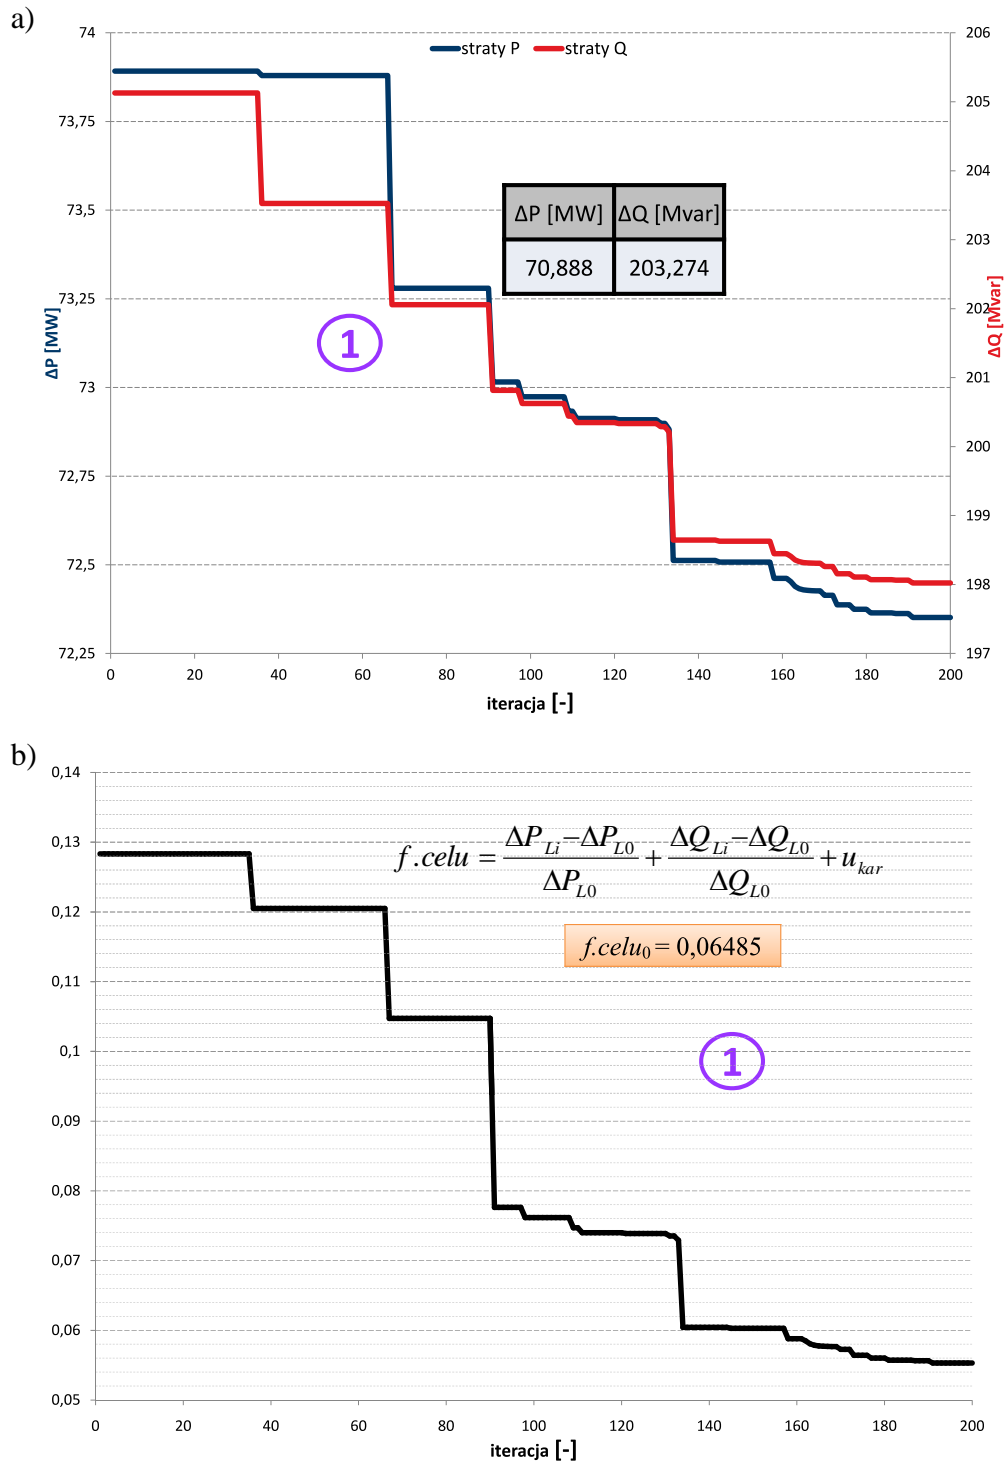 a)
74
73,75
73,5
73,25
73
72,75
72,5
72,25
ΔP [MW]
straty P straty Q
ΔP [MW] ΔQ [Mvar]
70,888 203,274
1
206
205
204
203
202
201
200
199
198
197
ΔQ [Mvar]
0 20 40 60 80 100 120 140 160 180 200
iteracja [-]
b)
0,14
0,13
0,12
0,11
0,1
0,09
0,08
0,07
0,06
0,05
f.celu = (ΔP_Li − ΔP_L0)/ΔP_L0 + (ΔQ_Li − ΔQ_L0)/ΔQ_L0 + u_kar
f.celu₀ = 0,06485
1
0 20 40 60 80 100 120 140 160 180 200
iteracja [-]